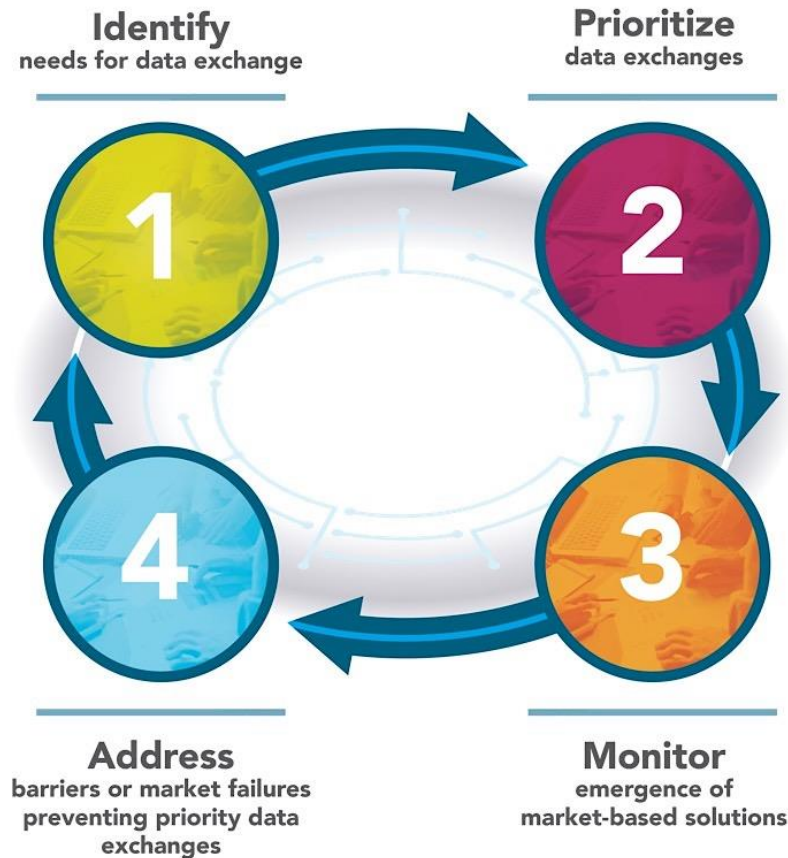 Identify
needs for data exchange
Prioritize
data exchanges
1
2
4
3
Address
barriers or market failures
preventing priority data
exchanges
Monitor
emergence of
market-based solutions